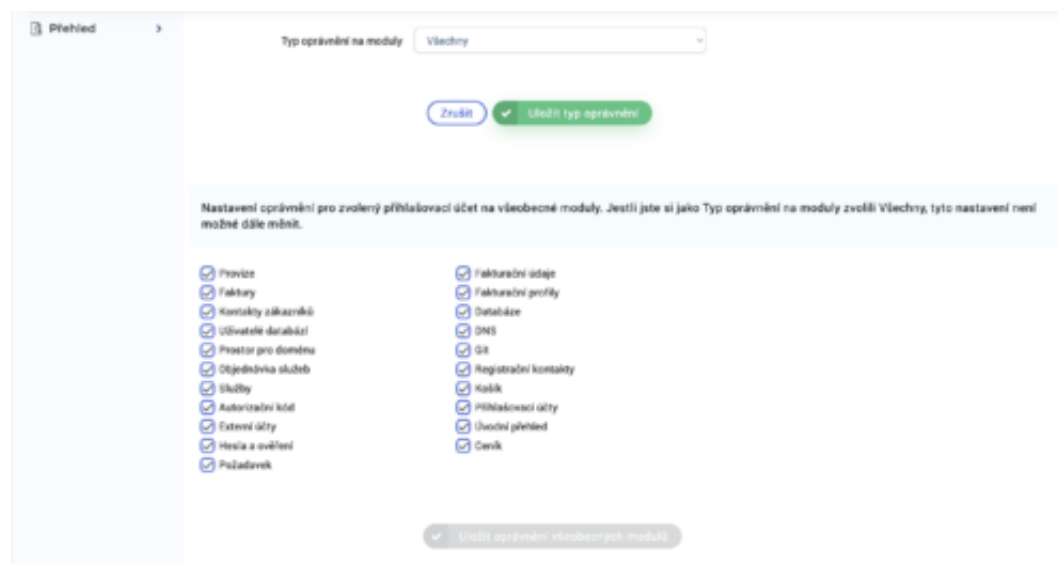 Přehled
Typ oprávnění na moduly Všechny
Zrušit Uložit typ oprávnění
Nastavení oprávnění pro zvolený přihlašovací účet na všeobecné moduly. Jestli jste si jako Typ oprávnění na moduly zvolili Všechny, tyto nastavení není
možné dále měnit.
Provize Fakturační údaje
Faktury Fakturační profily
Kontakty zákazníků Databáze
Uživatelé databází DNS
Prostor pro doménu Git
Objednávka služeb Registrační kontakty
Služby Košík
Autorizační kód Přihlašovací účty
Externí účty Úvodní přehled
Hesla a ověření Ceník
Požadavek
Uložit oprávnění všeobecných modulů